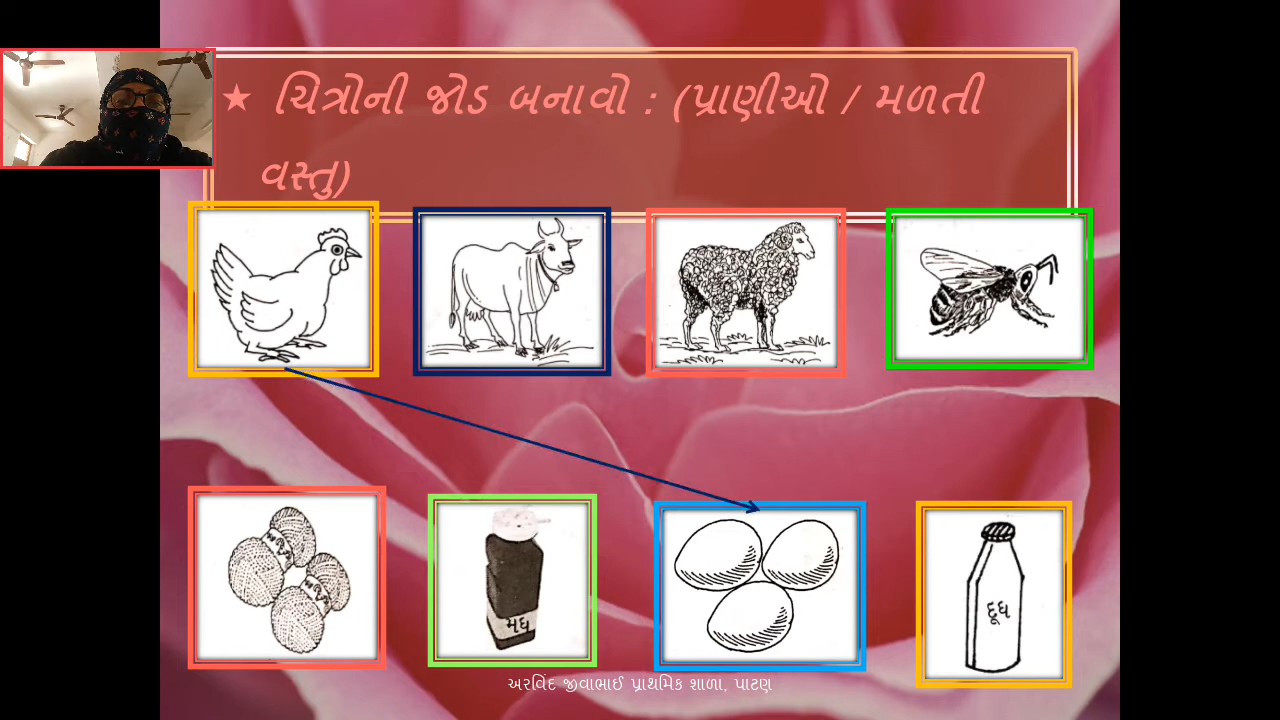 ★ ચિત્રોની જોડ બનાવો : (પ્રાણીઓ / મળતી
વસ્તુ)
મધ
દૂધ
અરવિંદ જીવાભાઈ પ્રાથમિક શાળા, પાટણ